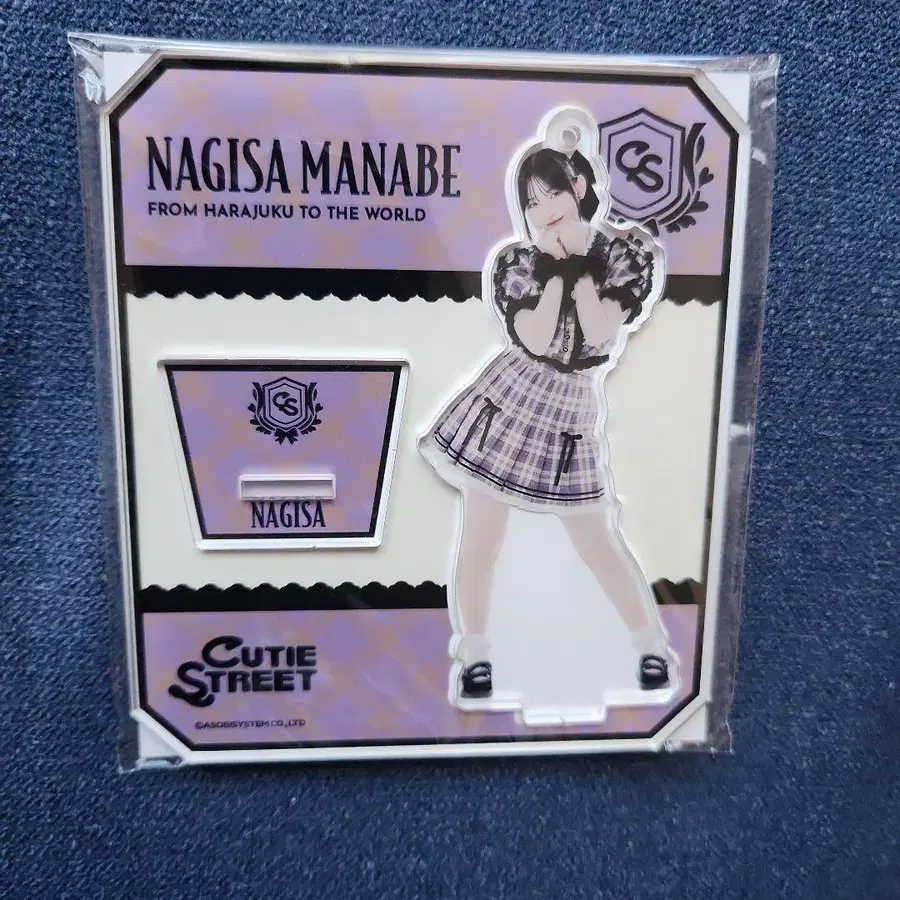 NAGISA MANABE
FROM HARAJUKU TO THE WORLD
CS
CS
NAGISA
CUTIE
STREET
©ASOBISYSTEM CO.,LTD